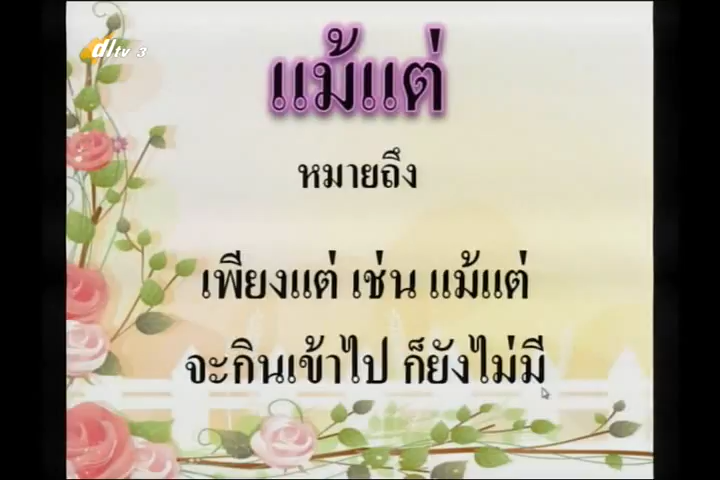 dltv 3
แม้แต่
หมายถึง
เพียงแต่ เช่น แม้แต่
จะกินเข้าไป ก็ยังไม่มี